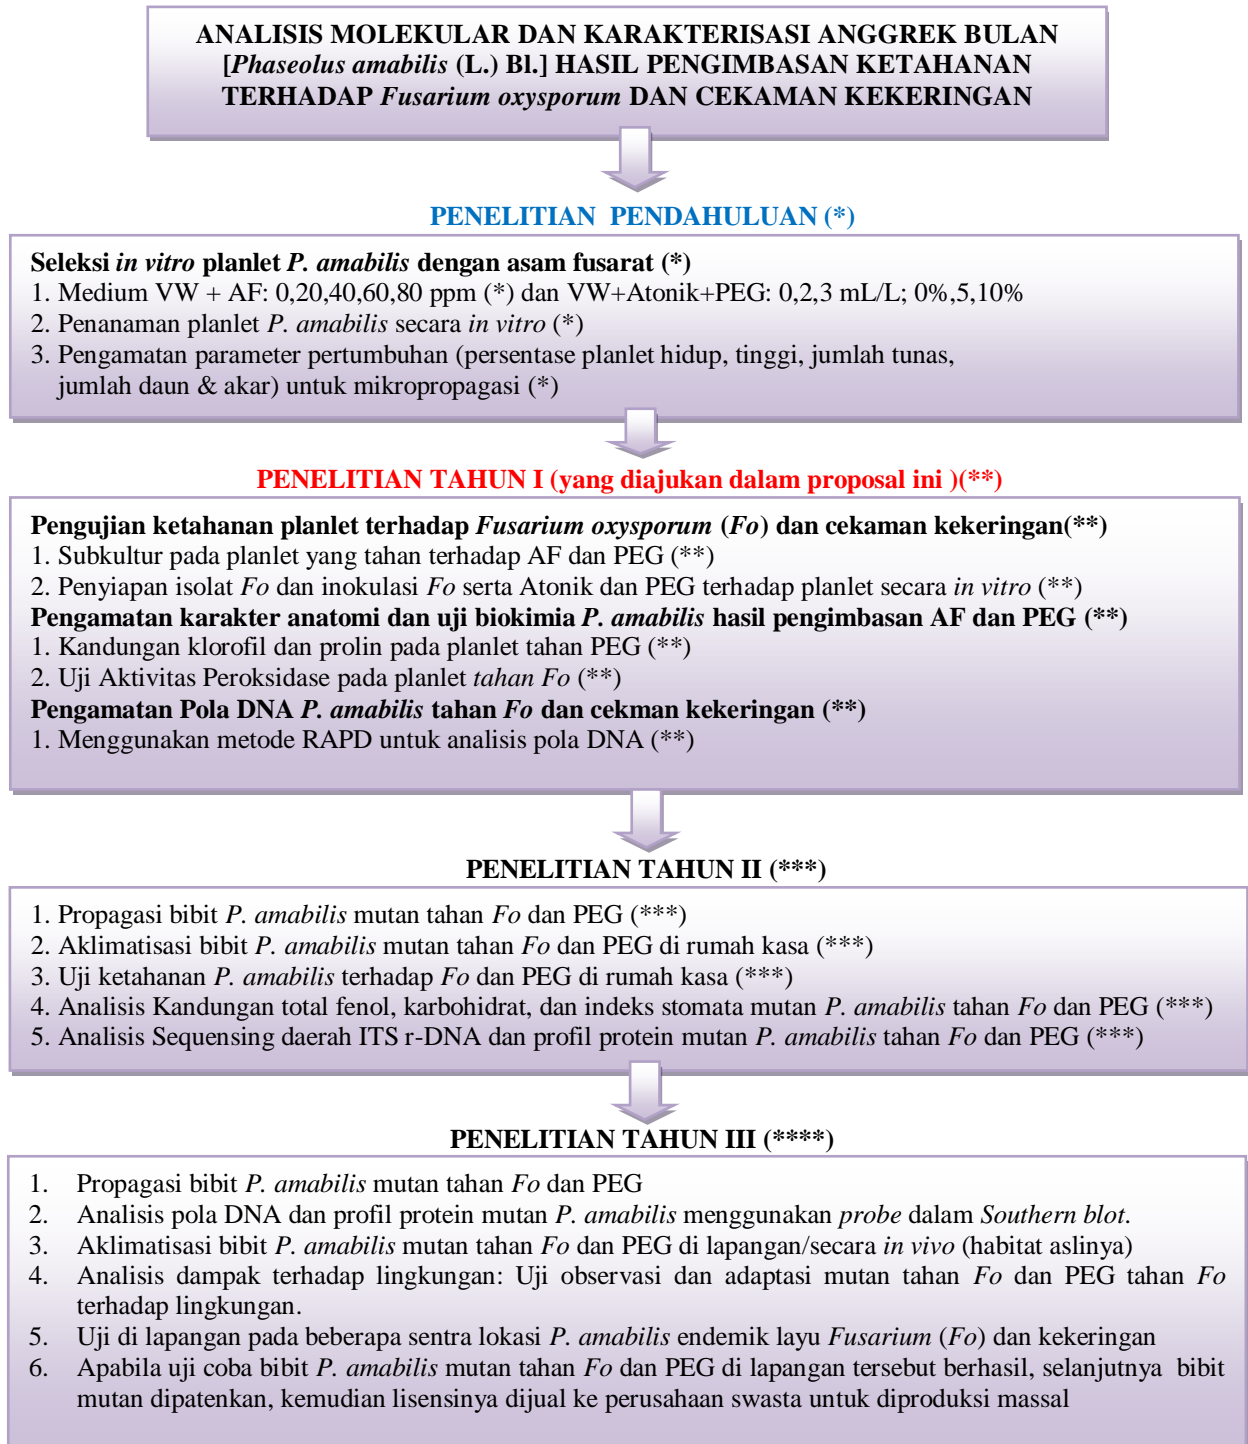 ANALISIS MOLEKULAR DAN KARAKTERISASI ANGGREK BULAN
[Phaseolus amabilis (L.) Bl.] HASIL PENGIMBASAN KETAHANAN
TERHADAP Fusarium oxysporum DAN CEKAMAN KEKERINGAN
PENELITIAN PENDAHULUAN (*)
Seleksi in vitro planlet P. amabilis dengan asam fusarat (*)
1. Medium VW + AF: 0,20,40,60,80 ppm (*) dan VW+Atonik+PEG: 0,2,3 mL/L; 0%,5,10%
2. Penanaman planlet P. amabilis secara in vitro (*)
3. Pengamatan parameter pertumbuhan (persentase planlet hidup, tinggi, jumlah tunas,
jumlah daun & akar) untuk mikropropagasi (*)
PENELITIAN TAHUN I (yang diajukan dalam proposal ini )(**)
Pengujian ketahanan planlet terhadap Fusarium oxysporum (Fo) dan cekaman kekeringan(**)
1. Subkultur pada planlet yang tahan terhadap AF dan PEG (**)
2. Penyiapan isolat Fo dan inokulasi Fo serta Atonik dan PEG terhadap planlet secara in vitro (**)
Pengamatan karakter anatomi dan uji biokimia P. amabilis hasil pengimbasan AF dan PEG (**)
1. Kandungan klorofil dan prolin pada planlet tahan PEG (**)
2. Uji Aktivitas Peroksidase pada planlet tahan Fo (**)
Pengamatan Pola DNA P. amabilis tahan Fo dan cekman kekeringan (**)
1. Menggunakan metode RAPD untuk analisis pola DNA (**)
PENELITIAN TAHUN II (***)
1. Propagasi bibit P. amabilis mutan tahan Fo dan PEG (***)
2. Aklimatisasi bibit P. amabilis mutan tahan Fo dan PEG di rumah kasa (***)
3. Uji ketahanan P. amabilis terhadap Fo dan PEG di rumah kasa (***)
4. Analisis Kandungan total fenol, karbohidrat, dan indeks stomata mutan P. amabilis tahan Fo dan PEG (***)
5. Analisis Sequensing daerah ITS r-DNA dan profil protein mutan P. amabilis tahan Fo dan PEG (***)
PENELITIAN TAHUN III (****)
1. Propagasi bibit P. amabilis mutan tahan Fo dan PEG
2. Analisis pola DNA dan profil protein mutan P. amabilis menggunakan probe dalam Southern blot.
3. Aklimatisasi bibit P. amabilis mutan tahan Fo dan PEG di lapangan/secara in vivo (habitat aslinya)
4. Analisis dampak terhadap lingkungan: Uji observasi dan adaptasi mutan tahan Fo dan PEG tahan Fo
terhadap lingkungan.
5. Uji di lapangan pada beberapa sentra lokasi P. amabilis endemik layu Fusarium (Fo) dan kekeringan
6. Apabila uji coba bibit P. amabilis mutan tahan Fo dan PEG di lapangan tersebut berhasil, selanjutnya bibit
mutan dipatenkan, kemudian lisensinya dijual ke perusahaan swasta untuk diproduksi massal